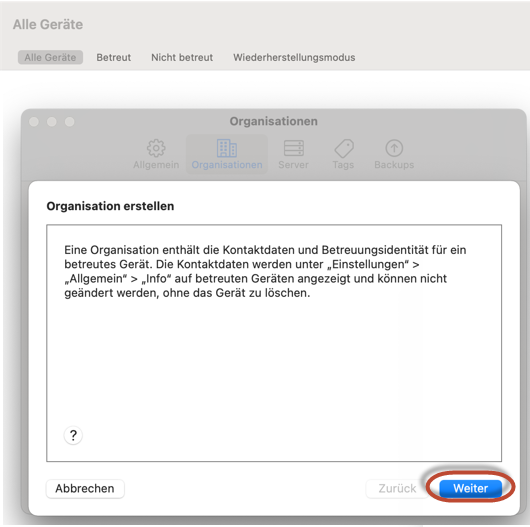 Alle Geräte
Alle Geräte Betreut Nicht betreut Wiederherstellungsmodus
Organisationen
Allgemein Organisationen Server Tags Backups
Organisation erstellen
Eine Organisation enthält die Kontaktdaten und Betreuungsidentität für ein
betreutes Gerät. Die Kontaktdaten werden unter „Einstellungen“ >
„Allgemein“ > „Info“ auf betreuten Geräten angezeigt und können nicht
geändert werden, ohne das Gerät zu löschen.
?
Abbrechen Zurück Weiter